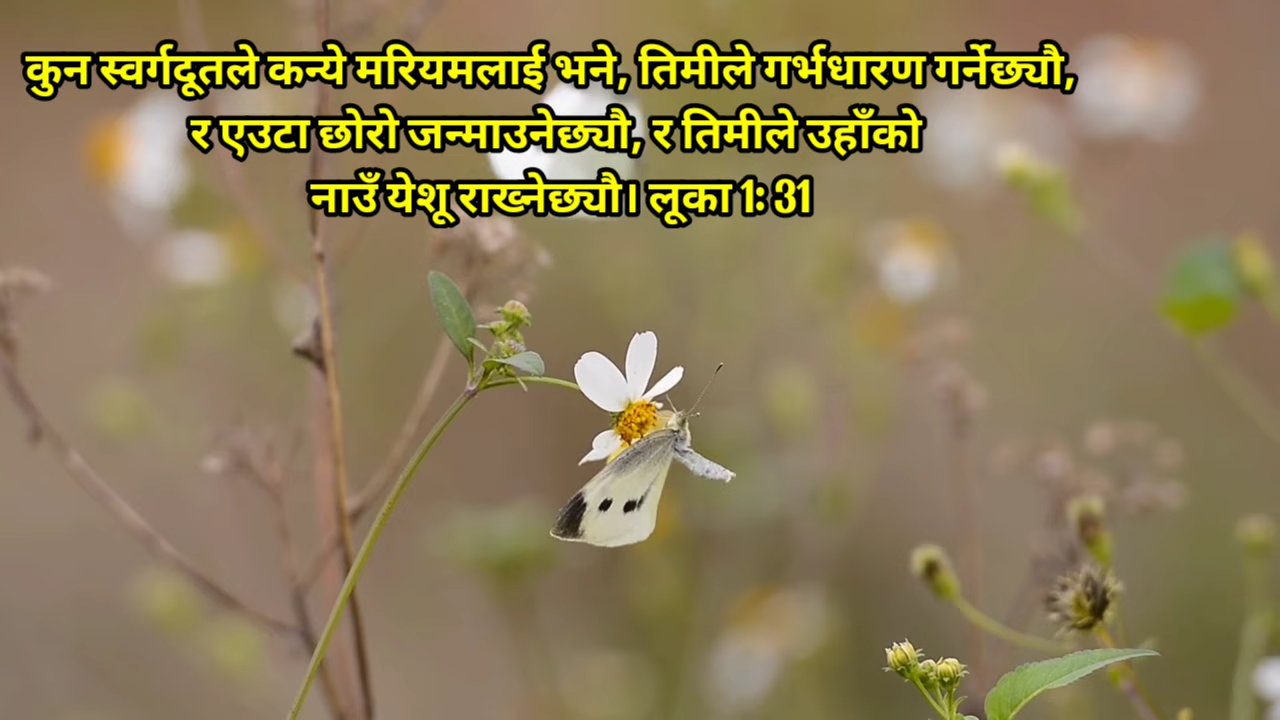 कुन स्वर्गदूतले कन्ये मरियमलाई भने, तिमीले गर्भधारण गर्नेछ्यौ,
र एउटा छोरो जन्माउनेछ्यौ, र तिमीले उहाँको
नाउँ येशू राख्नेछ्यौ। लूका 1: 31